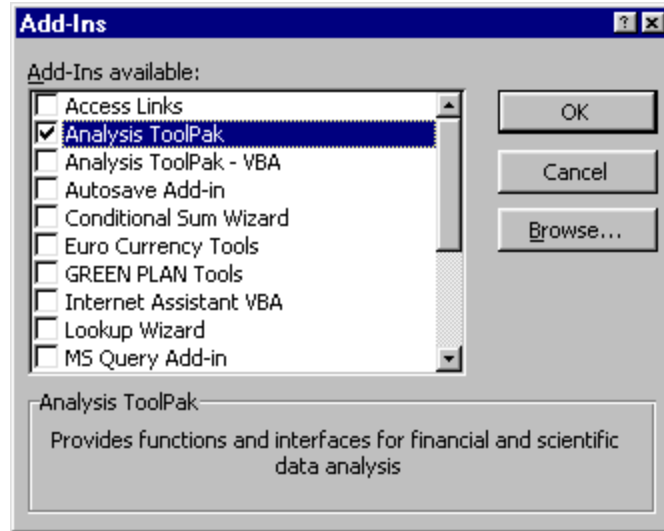 Add-Ins
Add-Ins available:
Access Links
Analysis ToolPak
Analysis ToolPak - VBA
Autosave Add-in
Conditional Sum Wizard
Euro Currency Tools
GREEN PLAN Tools
Internet Assistant VBA
Lookup Wizard
MS Query Add-in
OK
Cancel
Browse...
Analysis ToolPak
Provides functions and interfaces for financial and scientific
data analysis